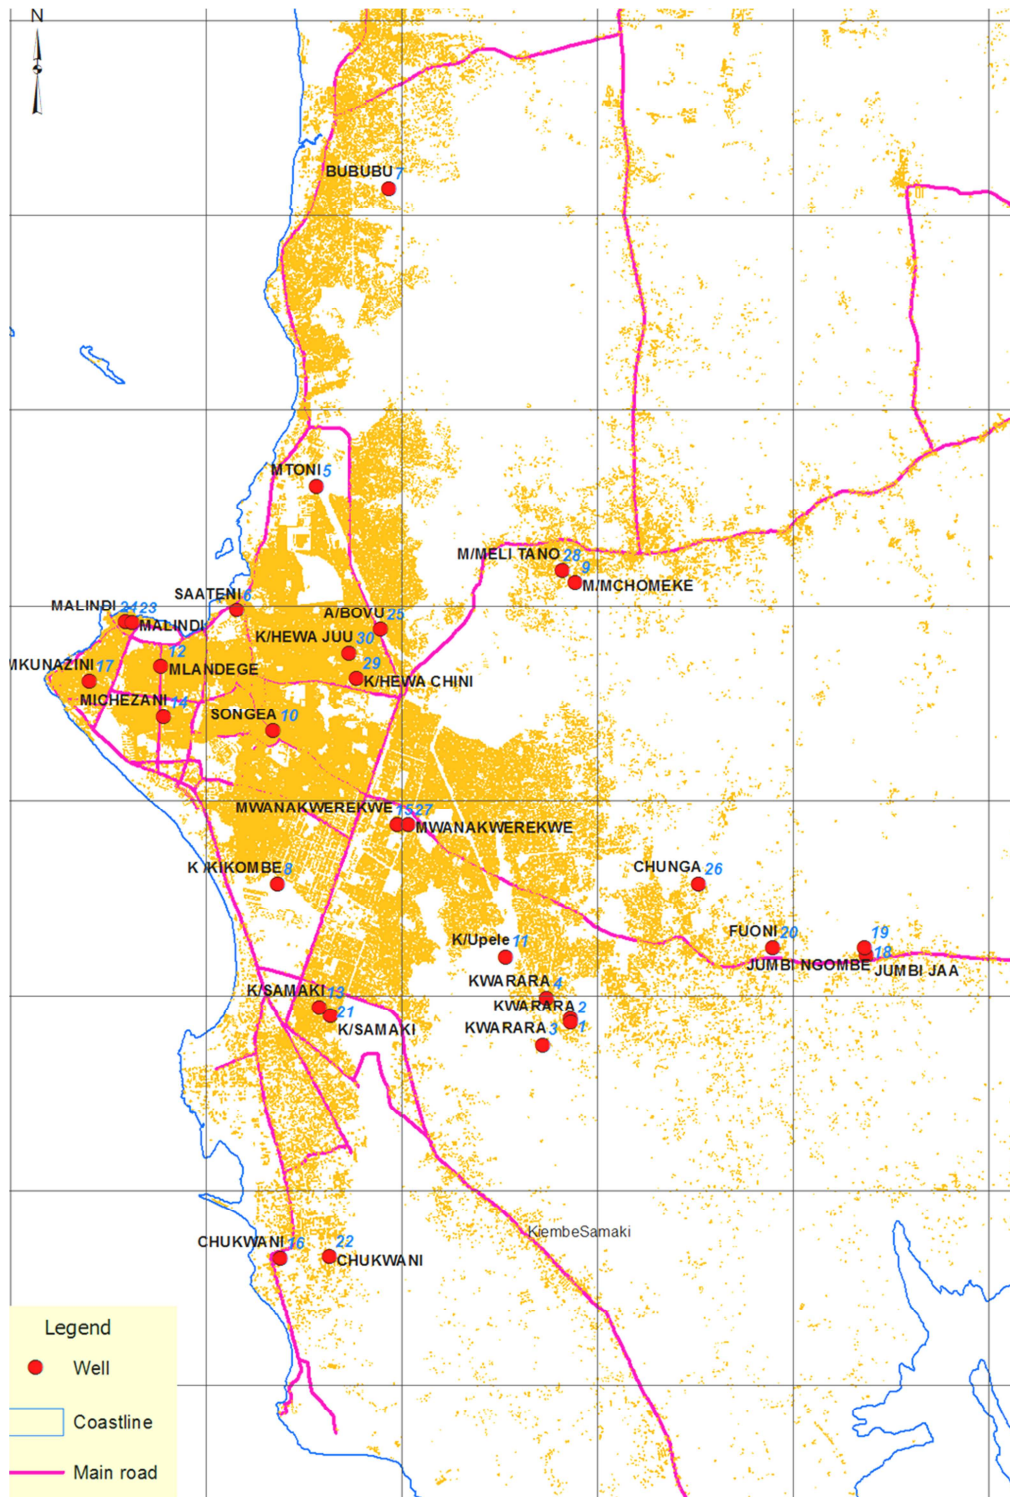 N
BUBUBU 7
MTONI 5
M/MELI TANO 28
9
M/MCHOMEKE
SAATENI 6
MALINDI 24 23
MALINDI
A/BOVU 25
K/HEWA JUU 30
12
MLANDEGE
29
K/HEWA CHINI
MKUNAZINI 17
MICHEZANI 14
SONGEA 10
MWANAKWEREKWE 15 27
MWANAKWEREKWE
K /KIKOMBE 8
CHUNGA 26
FUONI 20
19
K/Upele 11
JUMBI NGOMBE 18
JUMBI JAA
KWARARA 4
K/SAMAKI 13
KWARARA 2
21
K/SAMAKI
KWARARA 3
1
KiembeSamaki
CHUKWANI 16
22
CHUKWANI
Legend
Well
Coastline
Main road